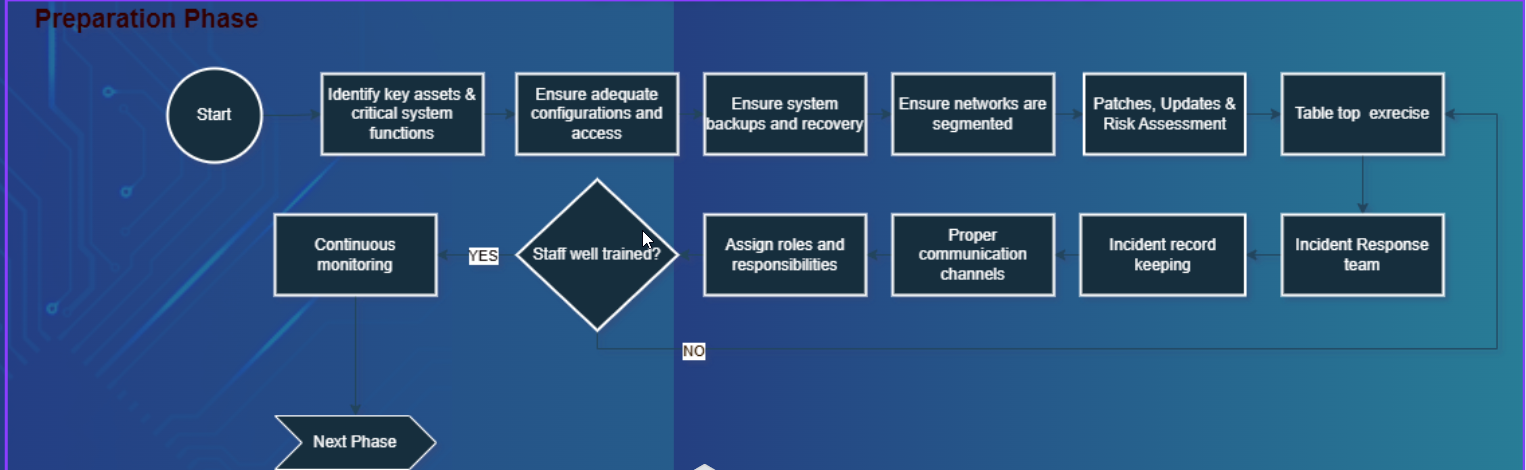 Preparation Phase
Start
Identify key assets &
critical system
functions
Ensure adequate
configurations and
access
Ensure system
backups and recovery
Ensure networks are
segmented
Patches, Updates &
Risk Assessment
Table top exrecise
Continuous
monitoring
YES
Staff well trained?
Assign roles and
responsibilities
Proper
communication
channels
Incident record
keeping
Incident Response
team
NO
Next Phase